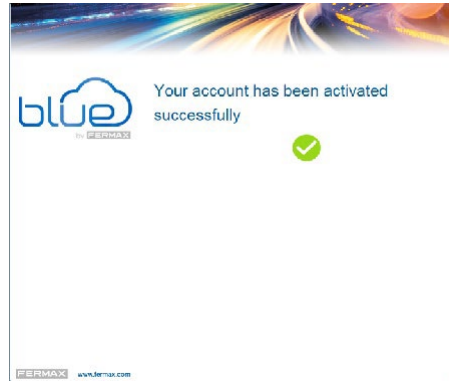 Your account has been activated
successfully
blue
by FERMAX
FERMAX www.fermax.com